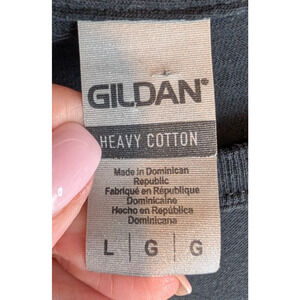 GILDAN®
HEAVY COTTON
Made in Dominican
Republic
Fabriqué en République
Dominicaine
Hecho en República
Dominicana
L | G | G